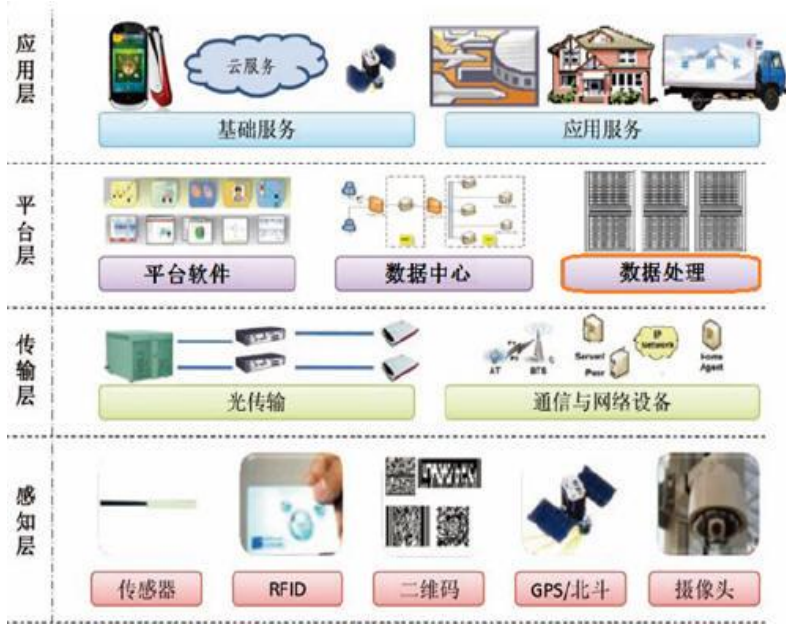 应用层
云服务
基础服务
应用服务
平台层
平台软件
数据中心
数据处理
传输层
AT
BTS
Server
Peer
IP
Network
Home
Agent
光传输
通信与网络设备
感知层
传感器
RFID
二维码
GPS/北斗
摄像头